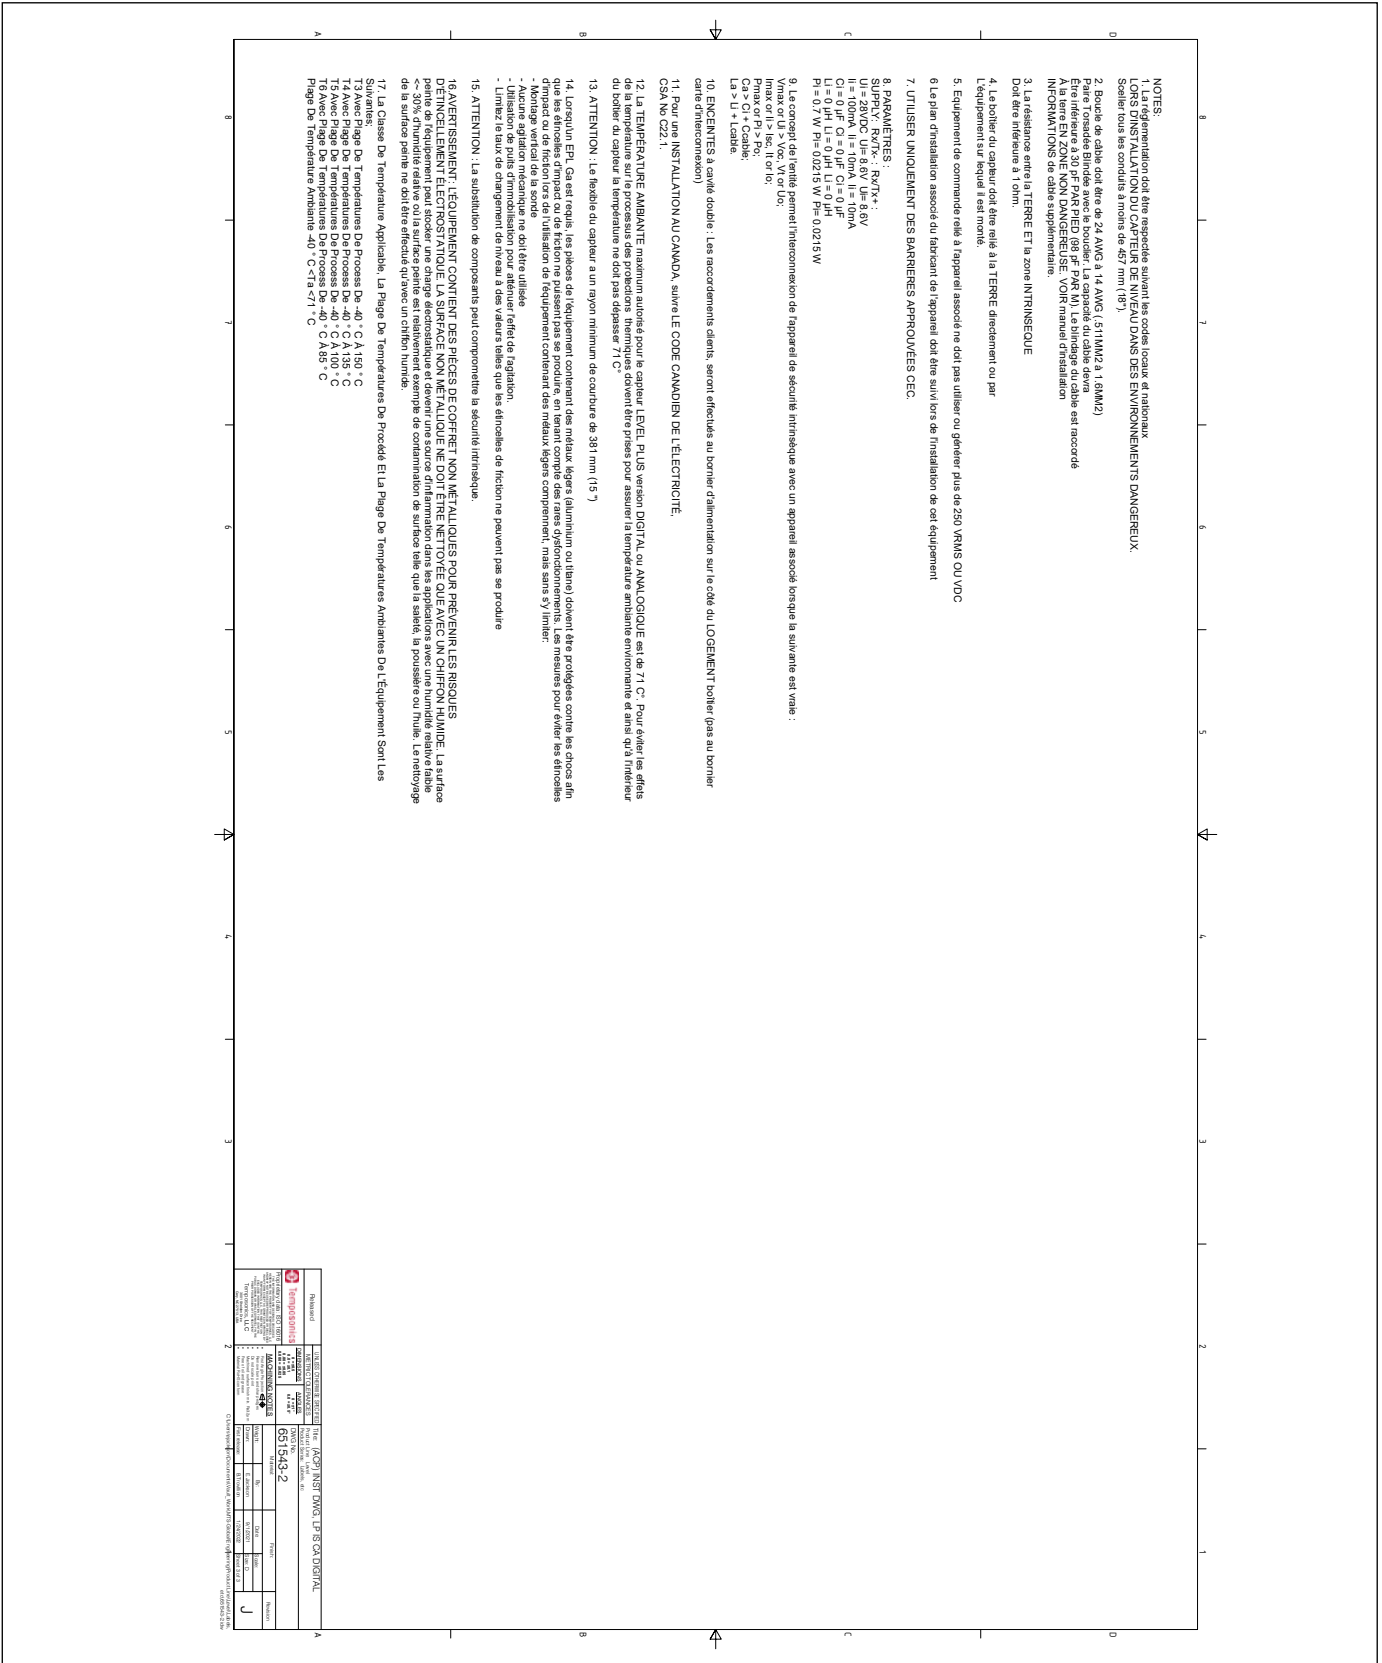 NOTES:
1. La réglementation doit être respectée suivant les codes locaux et nationaux
LORS D'INSTALLATION DU CAPTEUR DE NIVEAU DANS DES ENVIRONNEMENTS DANGEREUX.
Sceller tous les conduits à moins de 457 mm (18").
2. Boucle de câble doit être de 24 AWG à 14 AWG (.511MM2 à 1.6MM2)
Paire Torsadée Blindée avec le bouclier. La capacité du câble devra
Être inférieure à 30 pF PAR PIED (98 pF PAR M). Le blindage du câble est raccordé
À la terre EN ZONE NON DANGEREUSE. VOIR manuel d'installation
INFORMATIONS de câble supplémentaire.
3. La résistance entre la TERRE ET la zone INTRINSEQUE
Doit être inférieure à 1 ohm.
4. Le boîtier du capteur doit être relié à la TERRE directement ou par
L'équipement sur lequel il est monté.
5. Equipement de commande relié à l'appareil associé ne doit pas utiliser ou générer plus de 250 VRMS OU VDC
6 Le plan d'installation associé du fabricant de l'appareil doit être suivi lors de l'installation de cet équipement
7. UTILISER UNIQUEMENT DES BARRIERES APPROUVÉES CEC.
8. PARAMÈTRES :
SUPPLY: Rx/Tx- : Rx/Tx+ :
Ui = 28VDC Ui= 8.6V Ui= 8.6V
Ii = 100mA Ii = 10mA Ii = 10mA
Ci = 0 µF Ci = 0 µF Ci = 0 µF
Li = 0 µH Li = 0 µH Li = 0 µH
Pi = 0.7 W Pi= 0.0215 W Pi= 0.0215 W
9. Le concept de l'entité permet l'interconnexion de l'appareil de sécurité intrinsèque avec un appareil associé lorsque la suivante est vraie :
Vmax or Ui > Voc, Vt or Uo;
Imax or Ii > Isc, It or Io;
Pmax or Pi > Po;
Ca > Ci + Ccable;
La > Li + Lcable.
10. ENCEINTES à cavité double : Les raccordements clients, seront effectués au bornier d'alimentation sur le côté du LOGEMENT boîtier (pas au bornier
carte d'interconnexion)
11. Pour une INSTALLATION AU CANADA, suivre LE CODE CANADIEN DE L'ÉLECTRICITÉ,
CSA No C22.1.
12. La TEMPÉRATURE AMBIANTE maximum autorisé pour le capteur LEVEL PLUS version DIGITAL ou ANALOGIQUE est de 71 C°. Pour éviter les effets
de la température sur le processus des protections thermiques doivent être prises pour assurer la température ambiante environnante et ainsi qu'à l'intérieur
du boîtier du capteur la température ne doit pas dépasser 71 C°
13. ATTENTION : Le flexible du capteur a un rayon minimum de courbure de 381 mm (15 ")
14. Lorsqu'un EPL Ga est requis, les pièces de l'équipement contenant des métaux légers (aluminium ou titane) doivent être protégées contre les chocs afin
que les étincelles d'impact ou de friction ne puissent pas se produire, en tenant compte des rares dysfonctionnements. Les mesures pour éviter les étincelles
d'impact ou de friction lors de l'utilisation de l'équipement contenant des métaux légers comprennent, mais sans s'y limiter:
- Montage vertical de la sonde
- Aucune agitation mécanique ne doit être utilisée
- Utilisation de puits d'immobilisation pour atténuer l'effet de l'agitation.
- Limitez le taux de changement de niveau à des valeurs telles que les étincelles de friction ne peuvent pas se produire
15. ATTENTION : La substitution de composants peut compromettre la sécurité intrinsèque.
16.AVERTISSEMENT: L'ÉQUIPEMENT CONTIENT DES PIÈCES DE COFFRET NON MÉTALLIQUES POUR PRÉVENIR LES RISQUES
D'ÉTINCELLEMENT ÉLECTROSTATIQUE. LA SURFACE NON MÉTALLIQUE NE DOIT ÊTRE NETTOYÉE QUE AVEC UN CHIFFON HUMIDE. La surface
peinte de l'équipement peut stocker une charge électrostatique et devenir une source d'inflammation dans les applications avec une humidité relative faible
<~ 30% d'humidité relative où la surface peinte est relativement exempte de contamination de surface telle que la saleté, la poussière ou l'huile. Le nettoyage
de la surface peinte ne doit être effectué qu'avec un chiffon humide.
17. La Classe De Température Applicable, La Plage De Températures De Procédé Et La Plage De Températures Ambiantes De L'Équipement Sont Les
Suivantes;
T3 Avec Plage De Températures De Process De -40 ° C À 150 ° C
T4 Avec Plage De Températures De Process De -40 ° C À 135 ° C
T5 Avec Plage De Températures De Process De -40 ° C À 100 ° C
T6 Avec Plage De Températures De Process De -40 ° C À 85 ° C
Plage De Température Ambiante -40 ° C <Ta <71 ° C
Released
Temposonics
Temposonics, LLC
UNLESS OTHERWISE SPECIFIED
METRIC TOLERANCES
DIMENSIONS
ANGLES
MACHINING NOTES
Title: (ACP) INST DWG, LP IS CA DIGITAL
DWG No.
651543-2
Material:
Finish:
Revision
J